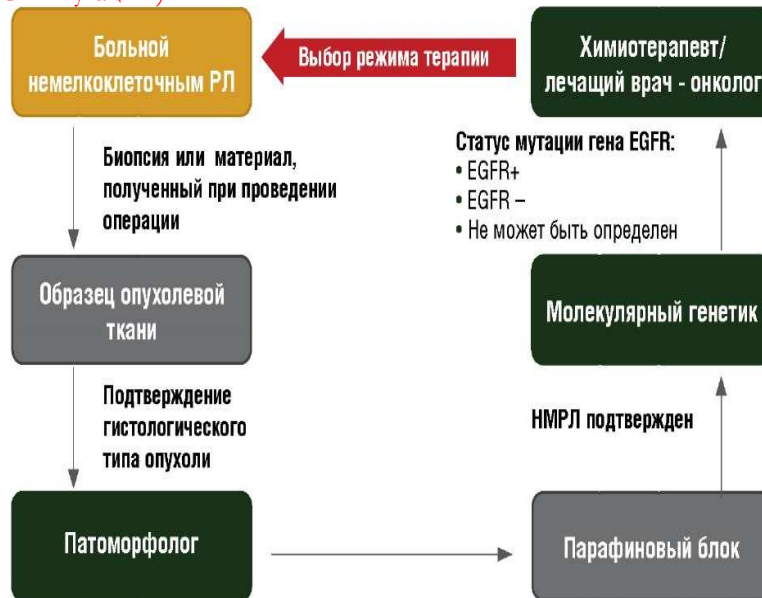 Больной
немелкоклеточным РЛ
Выбор режима терапии
Химиотерапевт/
лечащий врач - онколог
Биопсия или материал,
полученный при проведении
операции
Статус мутации гена EGFR:
• EGFR+
• EGFR –
• Не может быть определен
Образец опухолевой
ткани
Молекулярный генетик
Подтверждение
гистологического
типа опухоли
НМРЛ подтвержден
Патоморфолог
Парафиновый блок